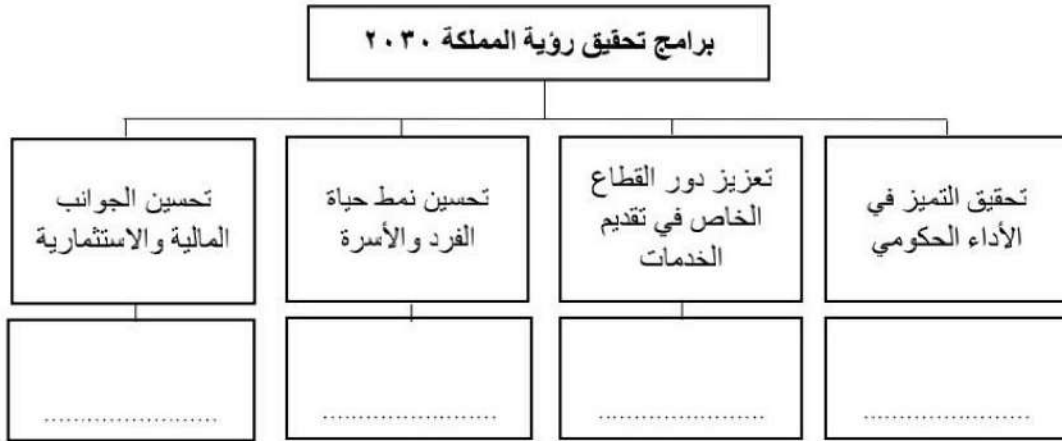 برامج تحقيق رؤية المملكة ٢٠٣٠
تحقيق التميز في
الأداء الحكومي
تعزيز دور القطاع
الخاص في تقديم
الخدمات
تحسين نمط حياة
الفرد والأسرة
تحسين الجوانب
المالية والاستثمارية
........................
........................
........................
........................